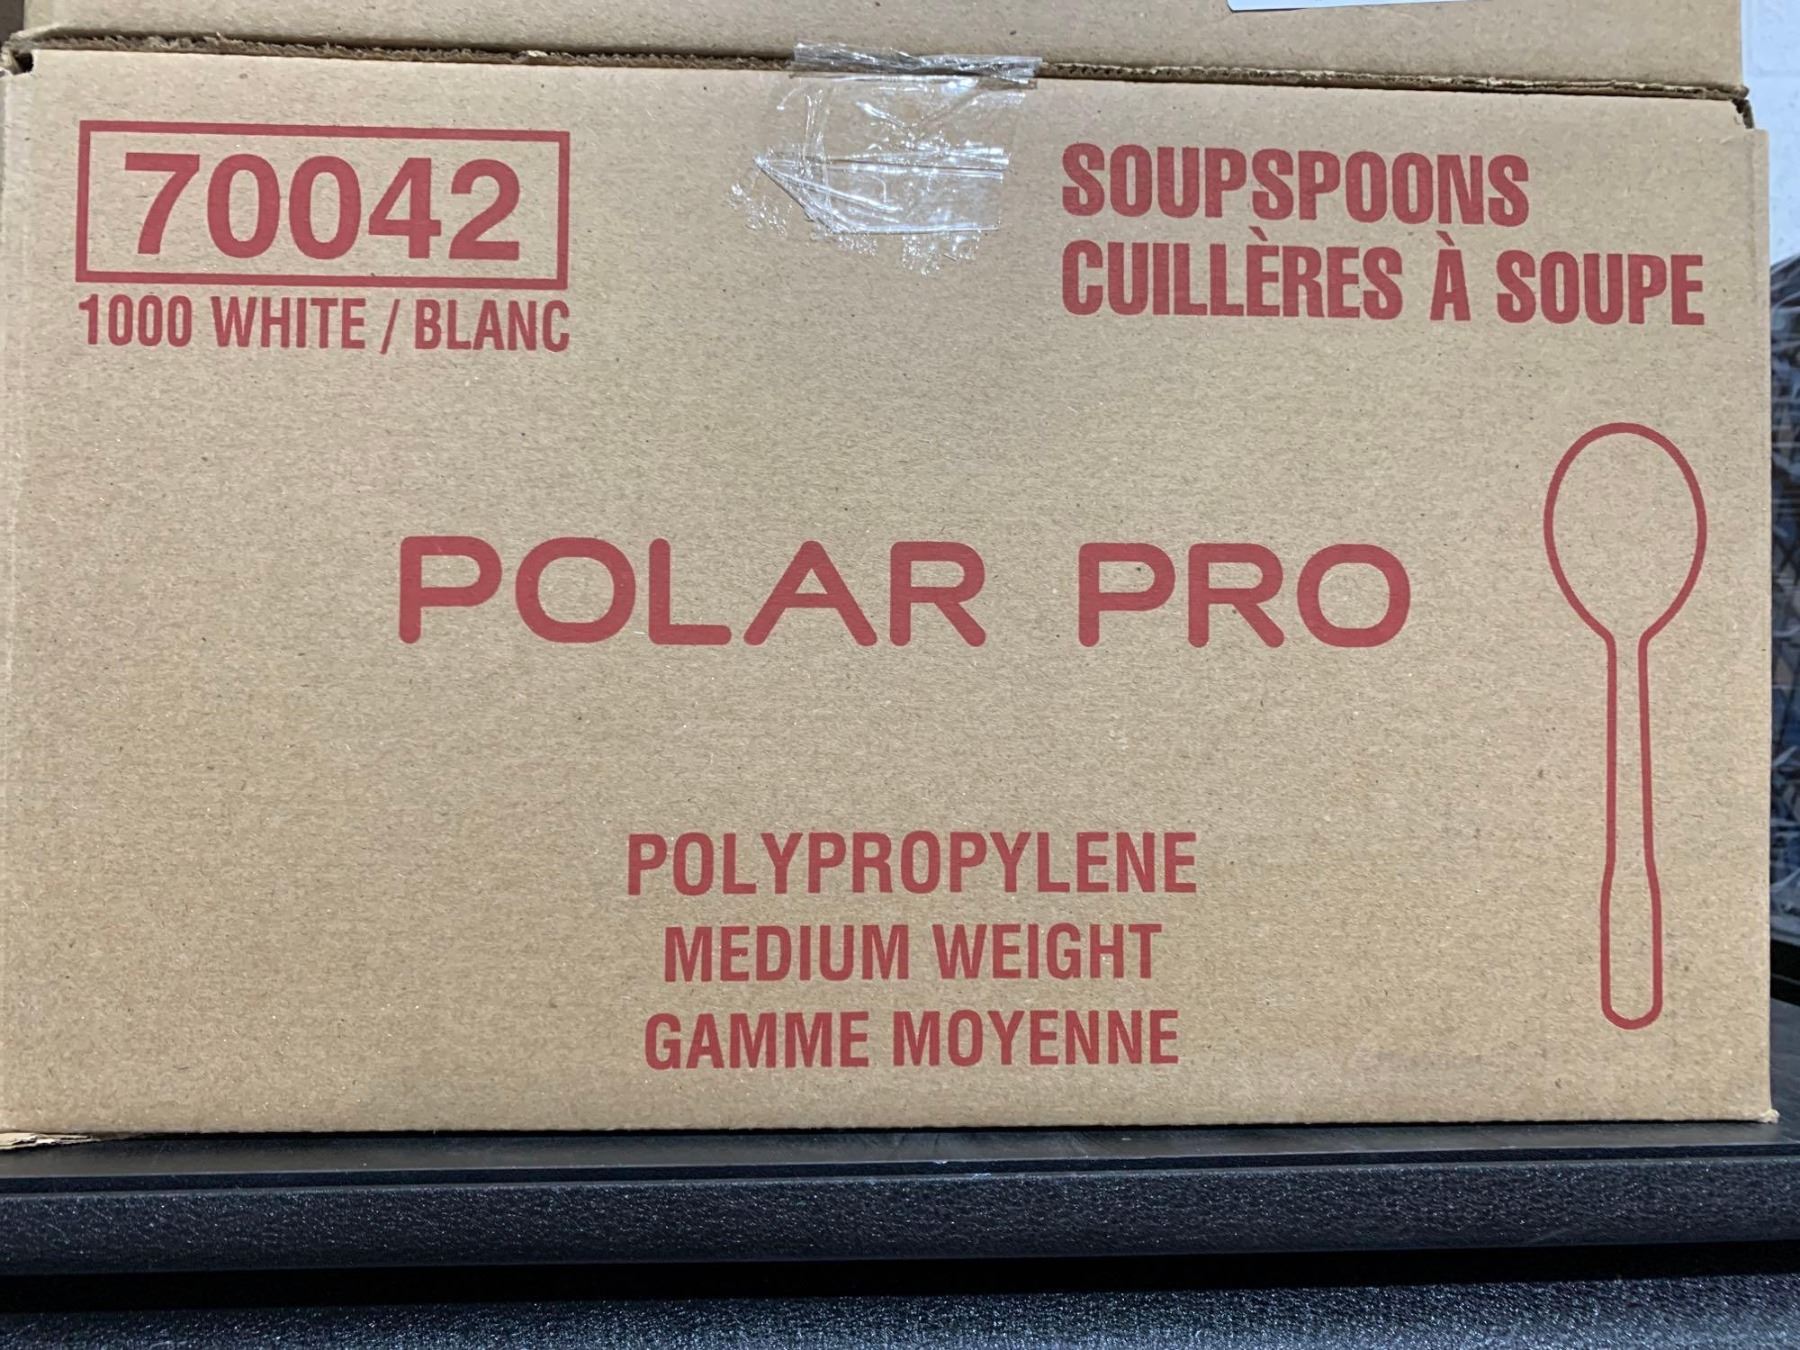 70042
1000 WHITE / BLANC
SOUPSPOONS
CUILLÈRES À SOUPE
POLAR PRO
POLYPROPYLENE
MEDIUM WEIGHT
GAMME MOYENNE